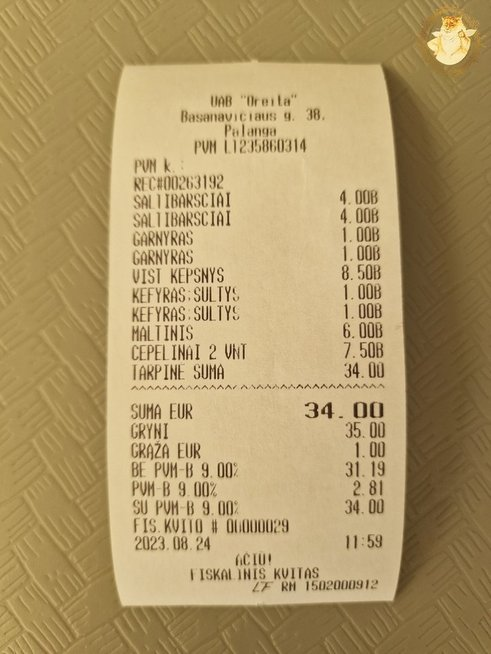 UAB "Oreita"
Basanavičiaus g. 38,
Palanga
PVM LT235860314
PVM k.:
REC#00263192
SALTIBARSCIAI 4.00B
SALTIBARSCIAI 4.00B
GARNYRAS 1.00B
GARNYRAS 1.00B
VIST KEPSNYS 8.50B
KEFYRAS;SULTYS 1.00B
KEFYRAS;SULTYS 1.00B
MALTINIS 6.00B
CEPELINAI 2 VNT 7.50B
TARPINE SUMA 34.00
SUMA EUR 34.00
GRYNI 35.00
GRĄŽA EUR 1.00
BE PVM-B 9.00% 31.19
PVM-B 9.00% 2.81
SU PVM-B 9.00% 34.00
FIS.KVITO # 00000029
2023.08.24 11:59
AČIŪ!
FISKALINIS KVITAS
LF RM 1502000912